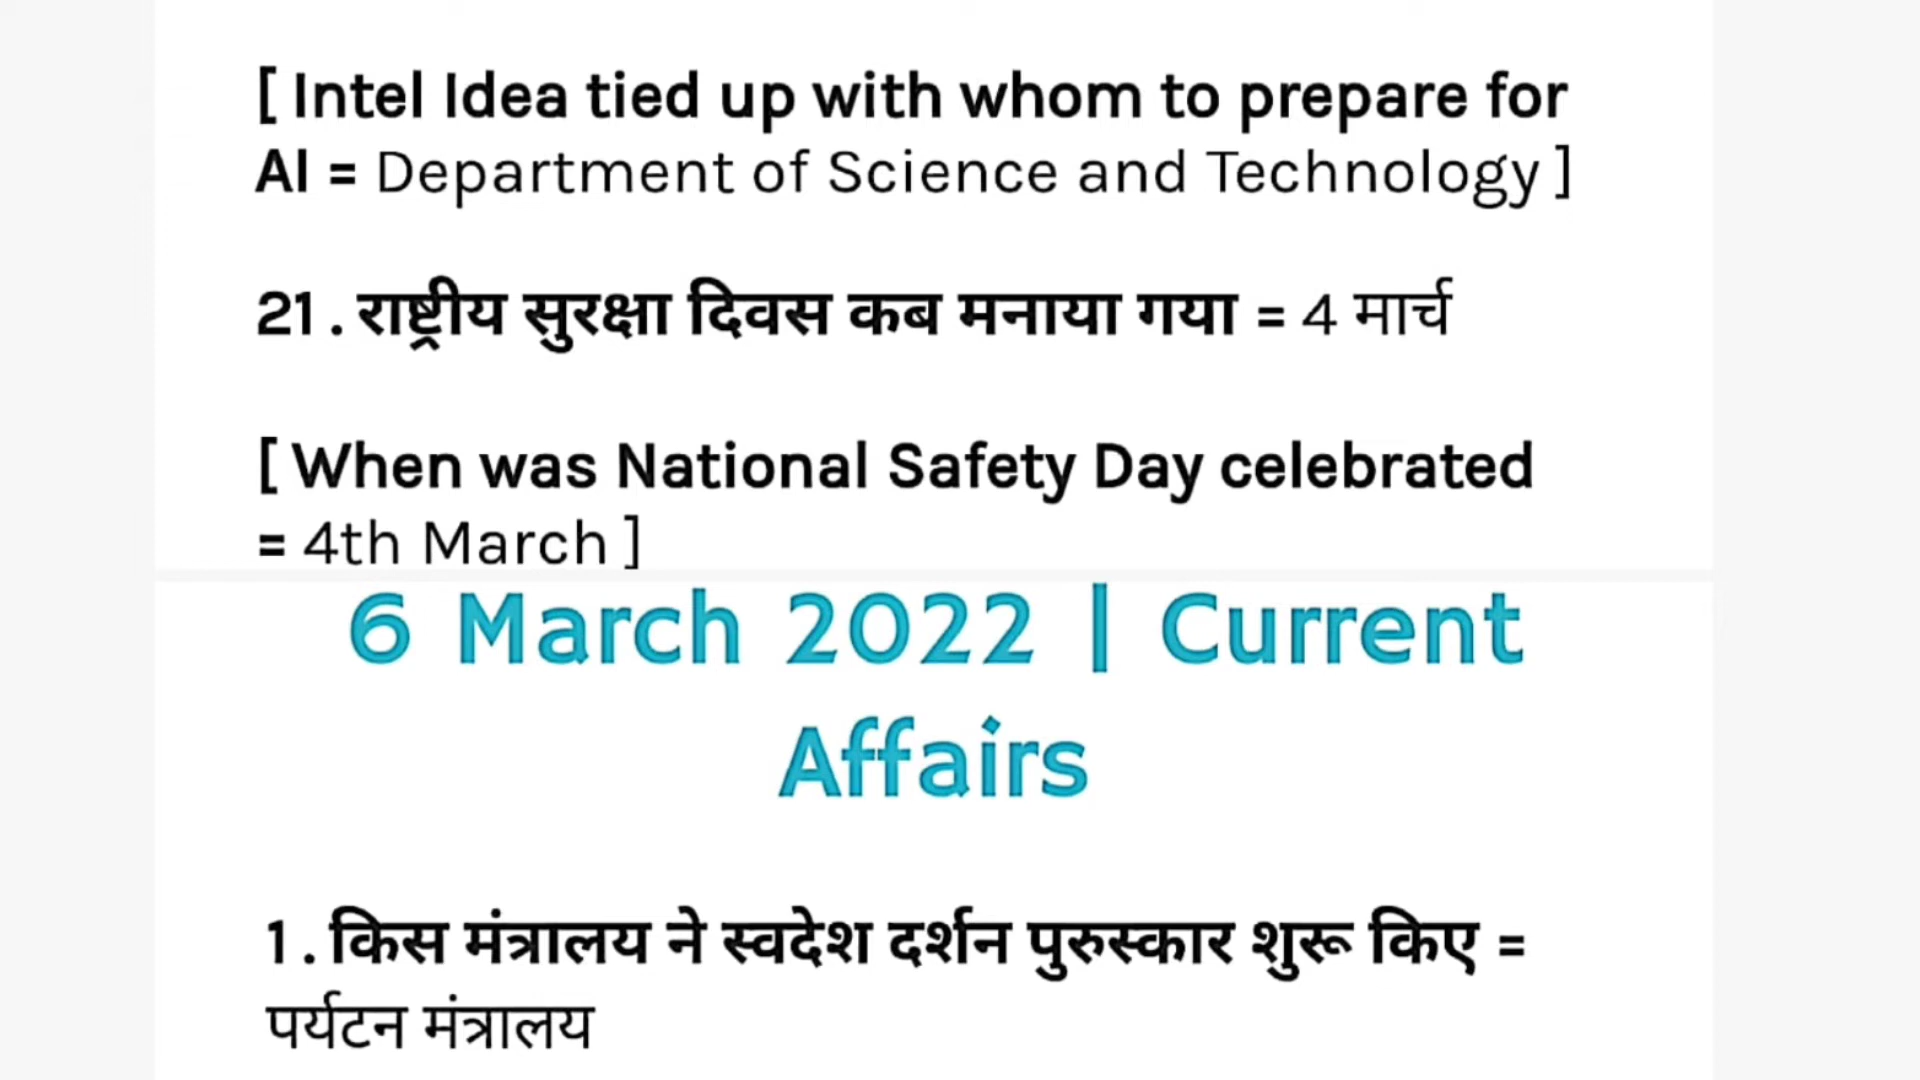 [ Intel Idea tied up with whom to prepare for
AI = Department of Science and Technology ]
21 . राष्ट्रीय सुरक्षा दिवस कब मनाया गया = 4 मार्च
[ When was National Safety Day celebrated
= 4th March ]
6 March 2022 | Current
Affairs
1 . किस मंत्रालय ने स्वदेश दर्शन पुरुस्कार शुरू किए =
पर्यटन मंत्रालय